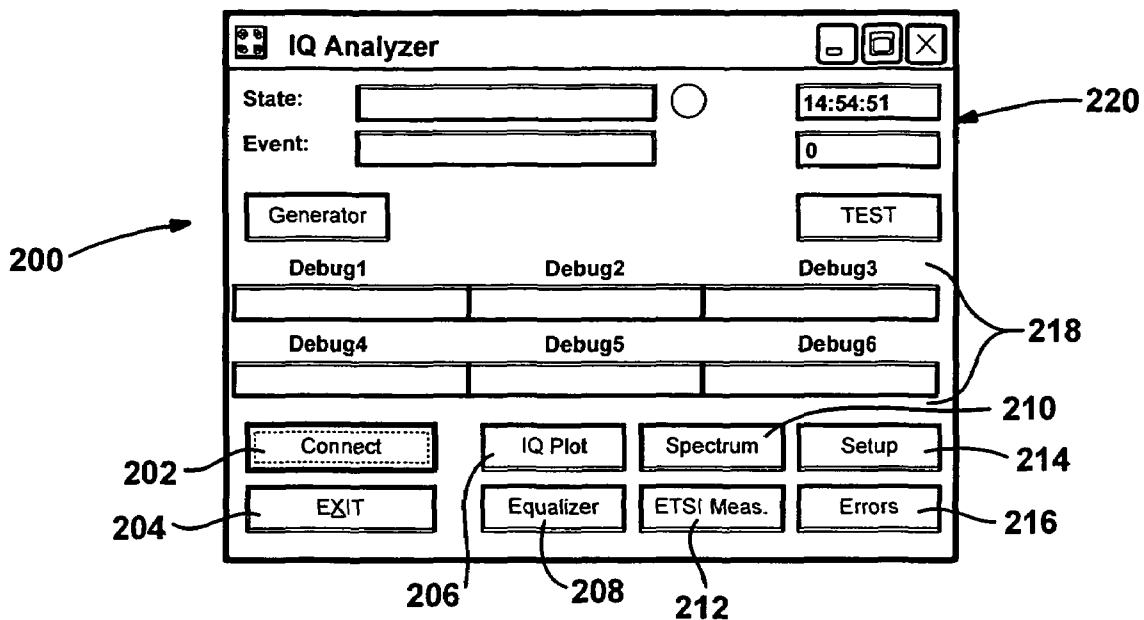 IQ Analyzer
State:
14:54:51
220
Event:
0
Generator
TEST
200
Debug1 Debug2 Debug3
218
Debug4 Debug5 Debug6
210
Connect IQ Plot Spectrum Setup
202
214
EXIT Equalizer ETSI Meas. Errors
204
216
206 208 212